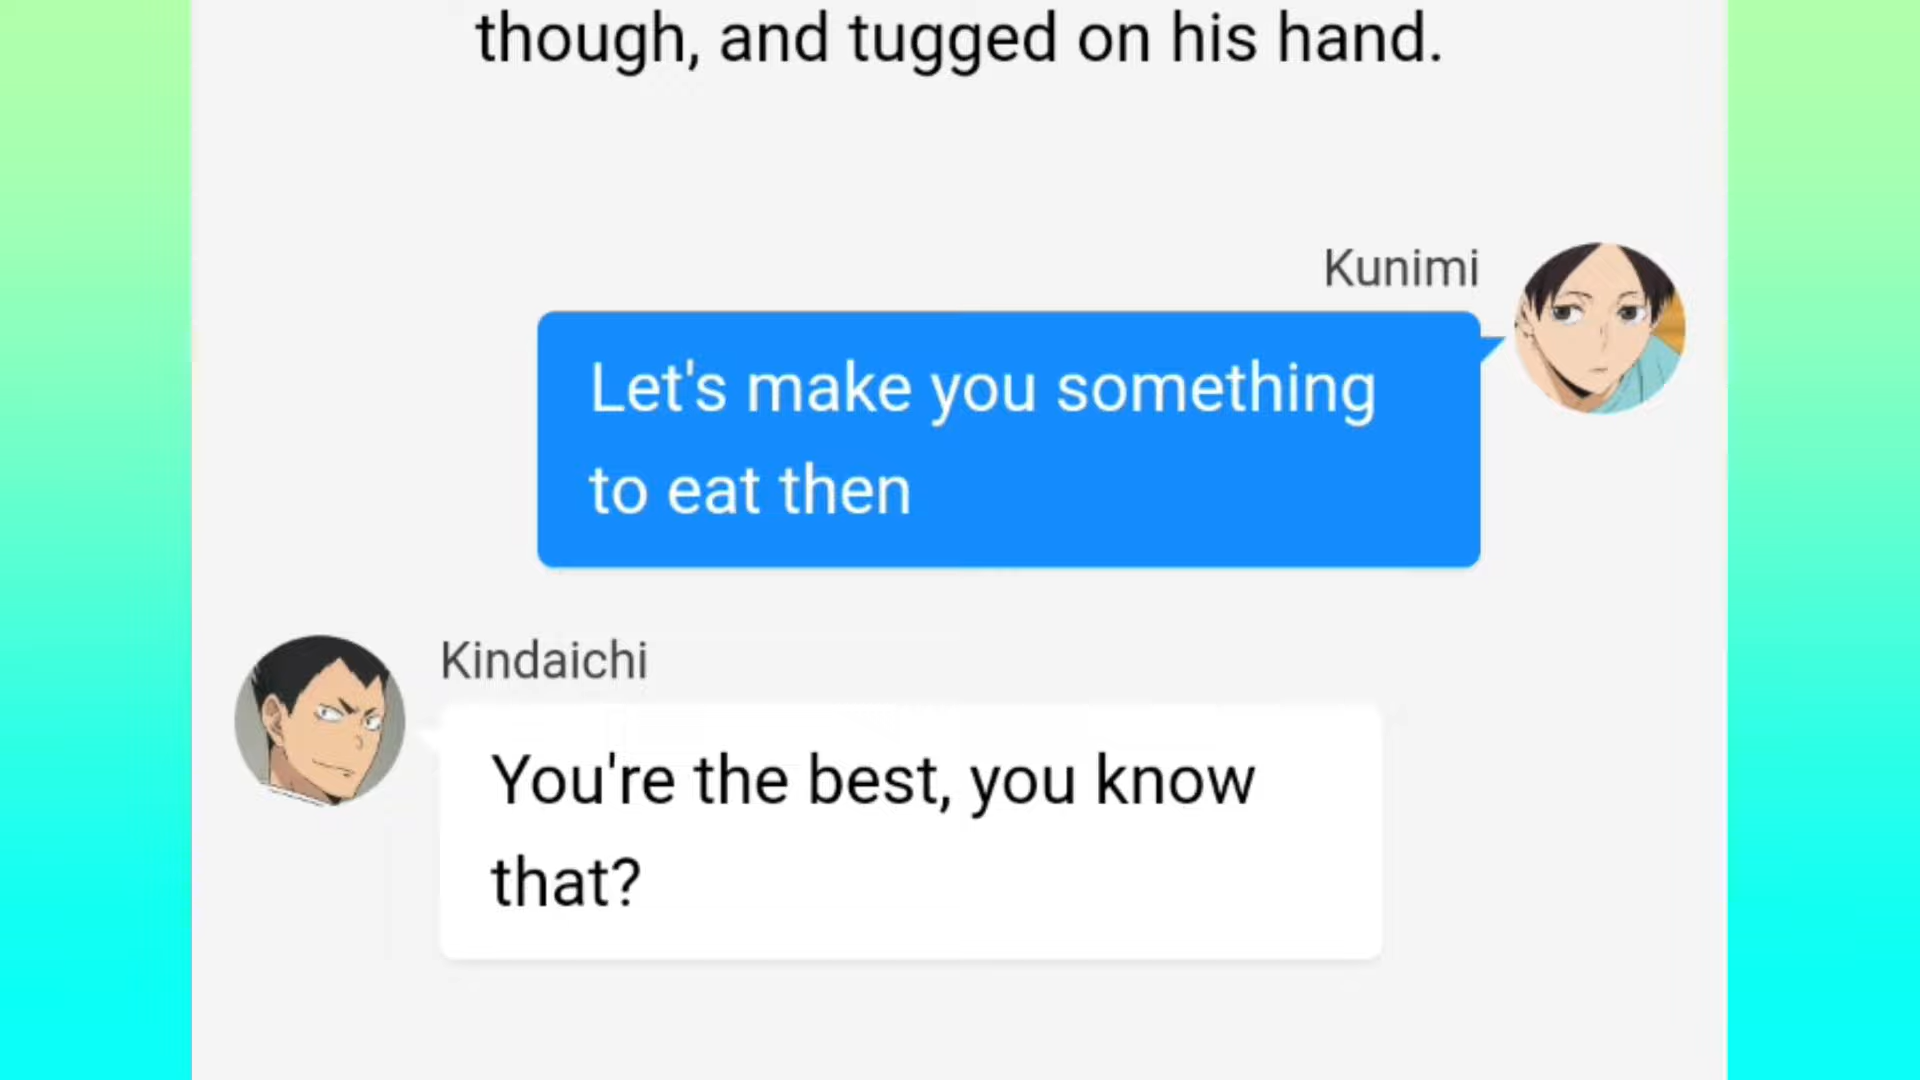 though, and tugged on his hand.
Kunimi
Let's make you something
to eat then
Kindaichi
You're the best, you know
that?